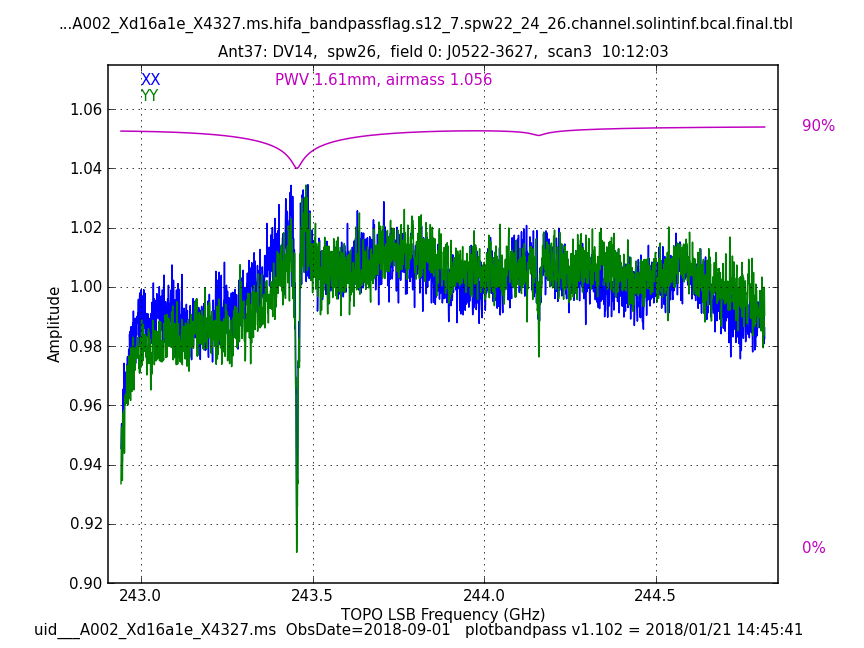 ...A002_Xd16a1e_X4327.ms.hifa_bandpassflag.s12_7.spw22_24_26.channel.solintinf.bcal.final.tbl
Ant37: DV14, spw26, field 0: J0522-3627, scan3 10:12:03
XX
PWV 1.61mm, airmass 1.056
YY
1.06
90%
1.04
1.02
1.00
Amplitude
0.98
0.96
0.94
0.92
0%
0.90
243.0
243.5
244.0
244.5
TOPO LSB Frequency (GHz)
uid___A002_Xd16a1e_X4327.ms ObsDate=2018-09-01 plotbandpass v1.102 = 2018/01/21 14:45:41